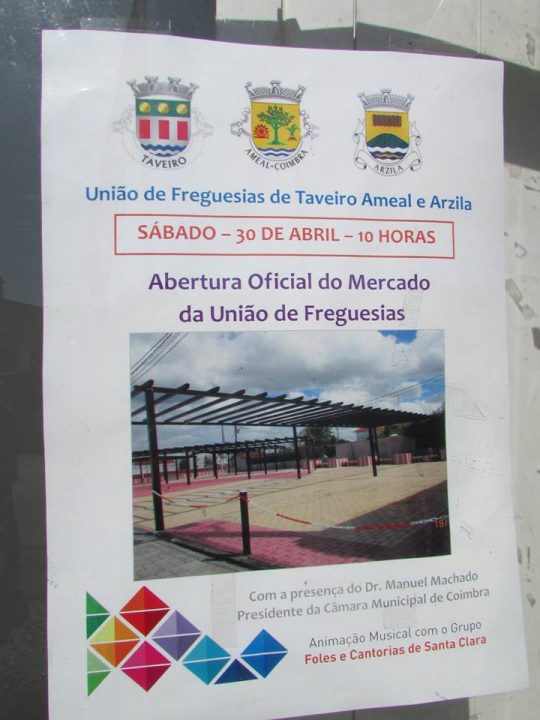 TAVEIRO
AMEAL-COIMBRA
ARZILA
União de Freguesias de Taveiro Ameal e Arzila
SÁBADO – 30 DE ABRIL – 10 HORAS
Abertura Oficial do Mercado
da União de Freguesias
Com a presença do Dr. Manuel Machado
Presidente da Câmara Municipal de Coimbra
Animação Musical com o Grupo
Foles e Cantorias de Santa Clara